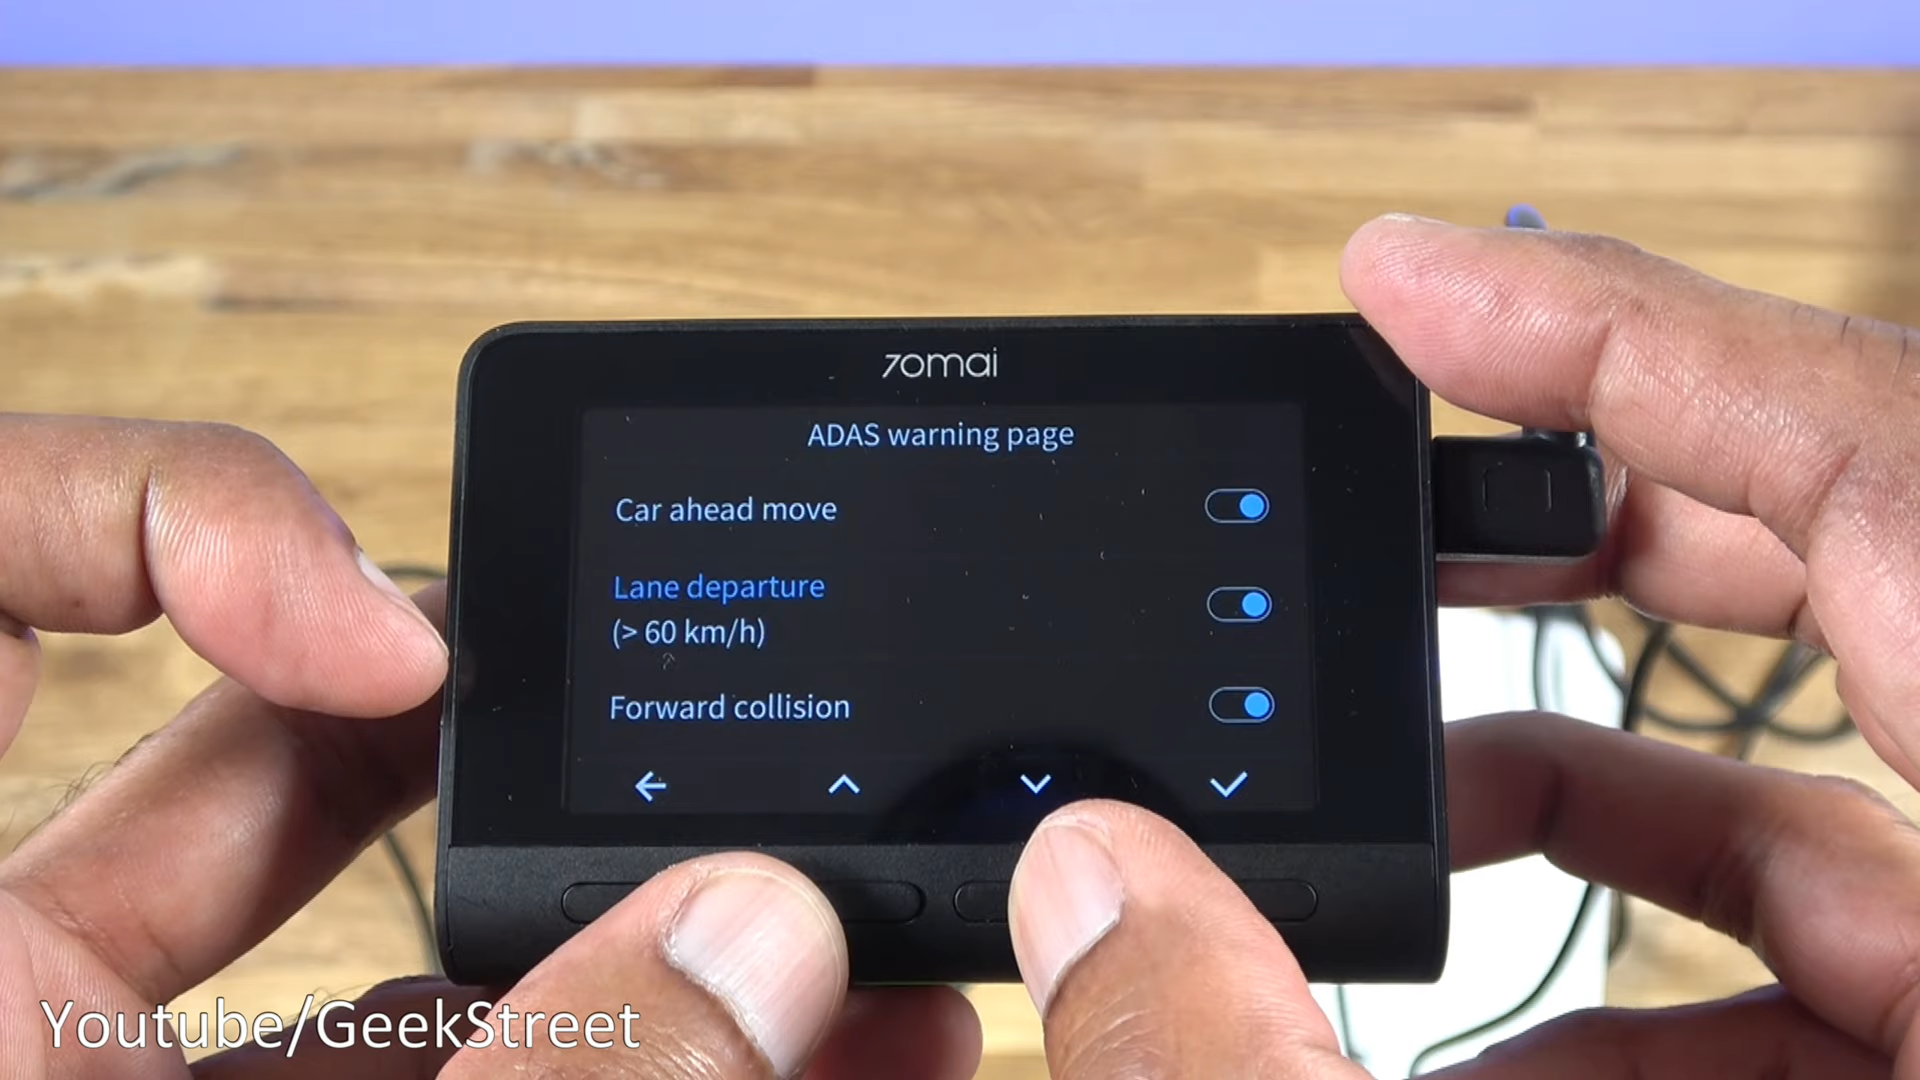 70mai
ADAS warning page
Car ahead move
Lane departure
(> 60 km/h)
Forward collision
Youtube/GeekStreet